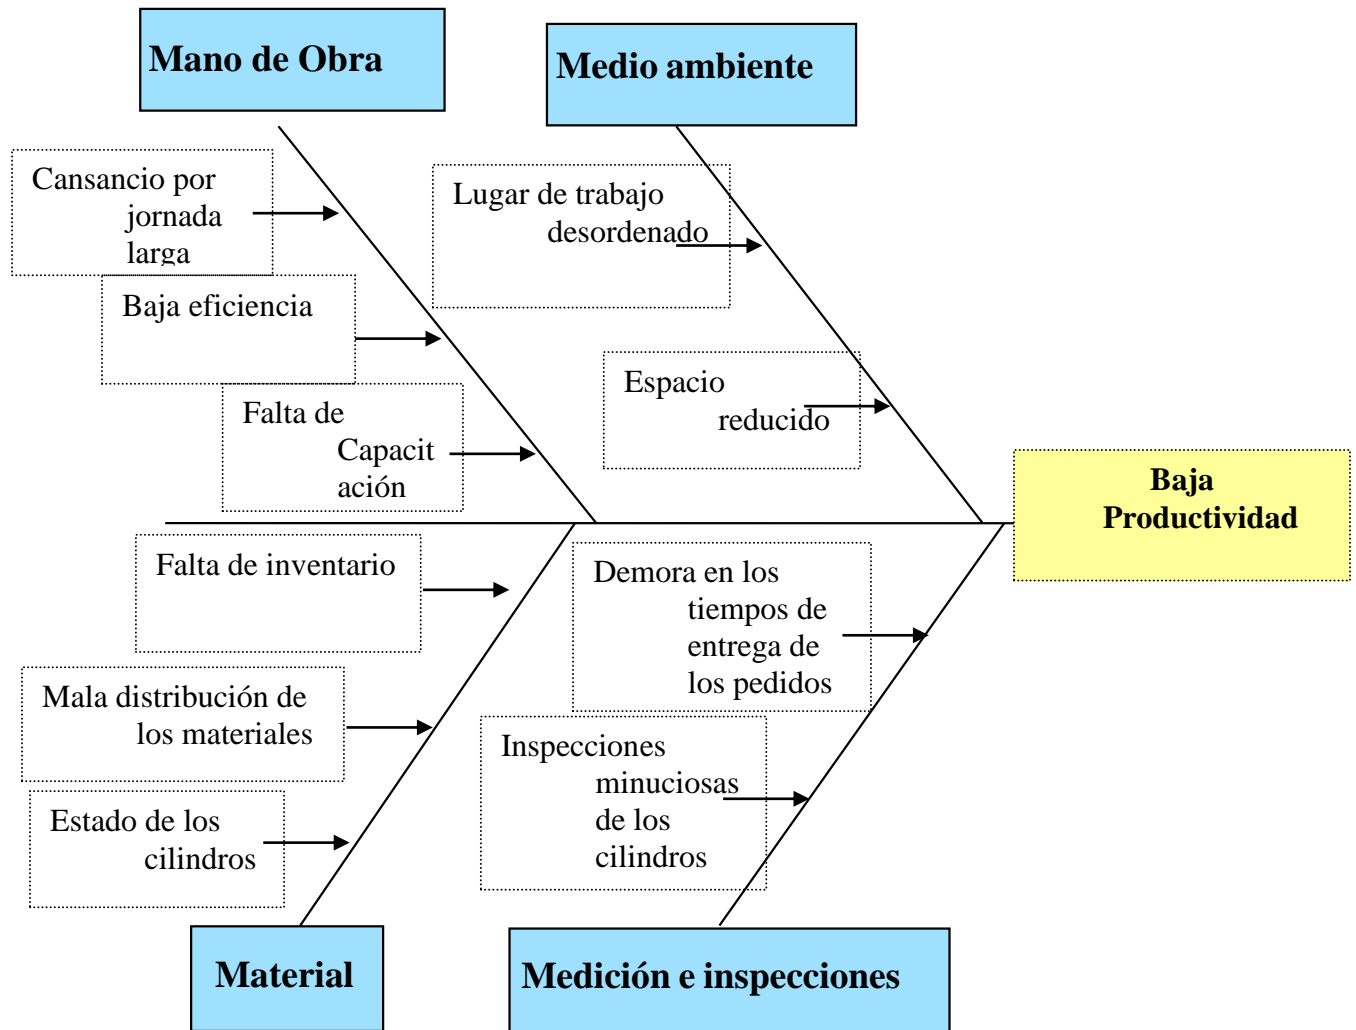 Mano de Obra
Medio ambiente
Cansancio por
jornada
larga
Baja eficiencia
Falta de
Capacit
ación
Lugar de trabajo
desordenado
Espacio
reducido
Baja
Productividad
Falta de inventario
Mala distribución de
los materiales
Estado de los
cilindros
Demora en los
tiempos de
entrega de
los pedidos
Inspecciones
minuciosas
de los
cilindros
Material
Medición e inspecciones